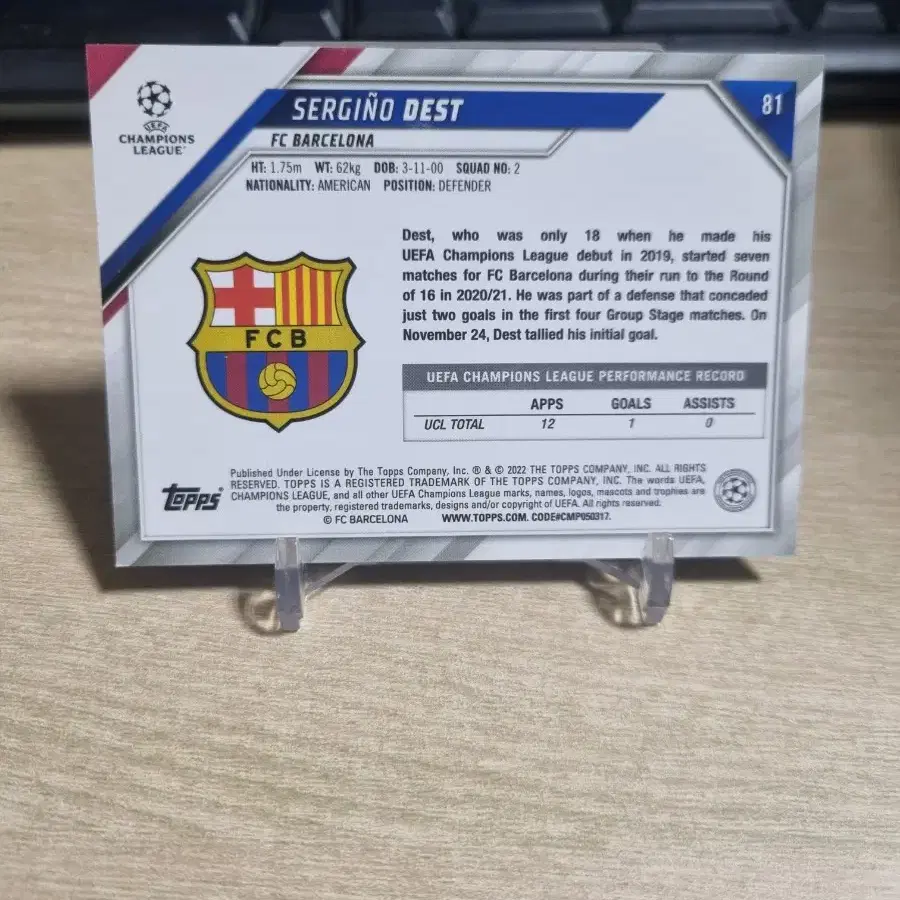 UEFA
CHAMPIONS
LEAGUE
SERGIÑO DEST
81
FC BARCELONA
HT: 1.75m WT: 62kg DOB: 3-11-00 SQUAD NO: 2
NATIONALITY: AMERICAN POSITION: DEFENDER
Dest, who was only 18 when he made his
UEFA Champions League debut in 2019, started seven
matches for FC Barcelona during their run to the Round
of 16 in 2020/21. He was part of a defense that conceded
just two goals in the first four Group Stage matches. On
November 24, Dest tallied his initial goal.
FCB
UEFA CHAMPIONS LEAGUE PERFORMANCE RECORD
APPS GOALS ASSISTS
UCL TOTAL 12 1 0
Topps
Published Under License by The Topps Company, Inc. ® & © 2022 THE TOPPS COMPANY, INC. ALL RIGHTS
RESERVED. TOPPS IS A REGISTERED TRADEMARK OF THE TOPPS COMPANY, INC. The words UEFA,
CHAMPIONS LEAGUE, and all other UEFA Champions League marks, names, logos, mascots and trophies are
the property, registered trademarks, designs and/or copyright of UEFA. All rights reserved.
© FC BARCELONA WWW.TOPPS.COM. CODE#CMP050317.